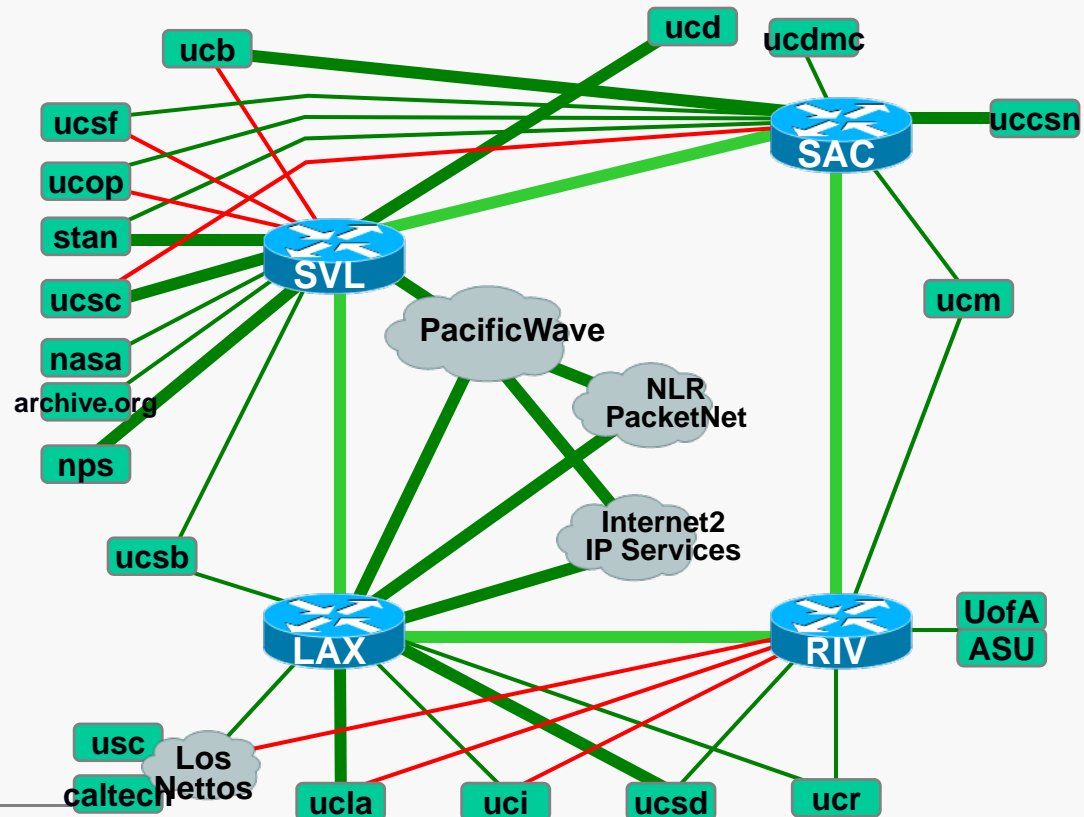 ucb
ucd
ucdmc
ucsf
uccsn
SAC
ucop
stan
SVL
ucsc
ucm
PacificWave
nasa
NLR
PacketNet
archive.org
nps
Internet2
IP Services
ucsb
UofA
LAX
RIV
ASU
usc
Los
Nettos
caltech
ucla
uci
ucsd
ucr